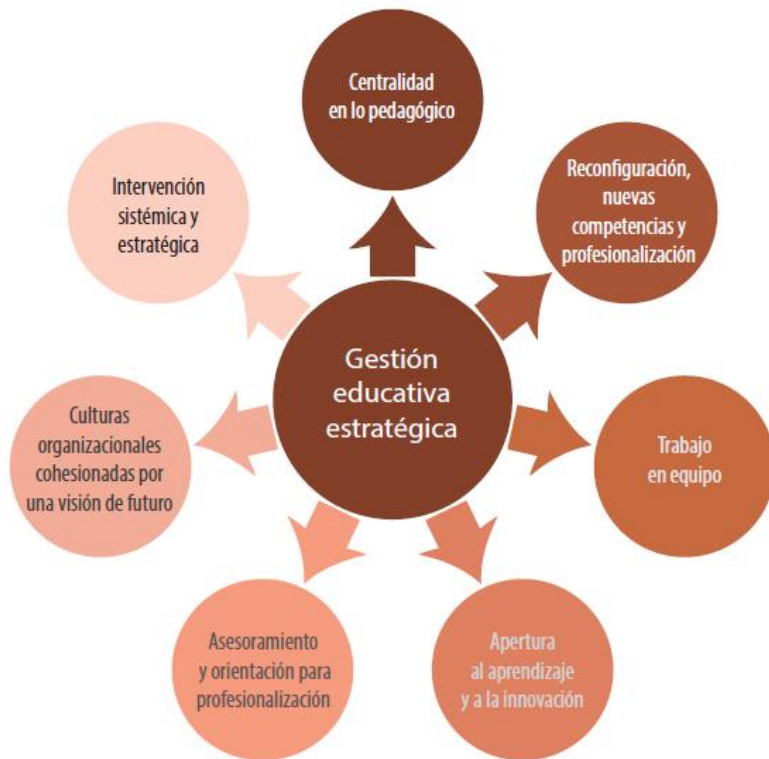 Centralidad
en lo pedagógico
Reconfiguración,
nuevas
competencias y
profesionalización
Trabajo
en equipo
Apertura
al aprendizaje
y a la innovación
Asesoramiento
y orientación para
profesionalización
Culturas
organizacionales
cohesionadas por
una visión de futuro
Intervención
sistémica y
estratégica
Gestión
educativa
estratégica